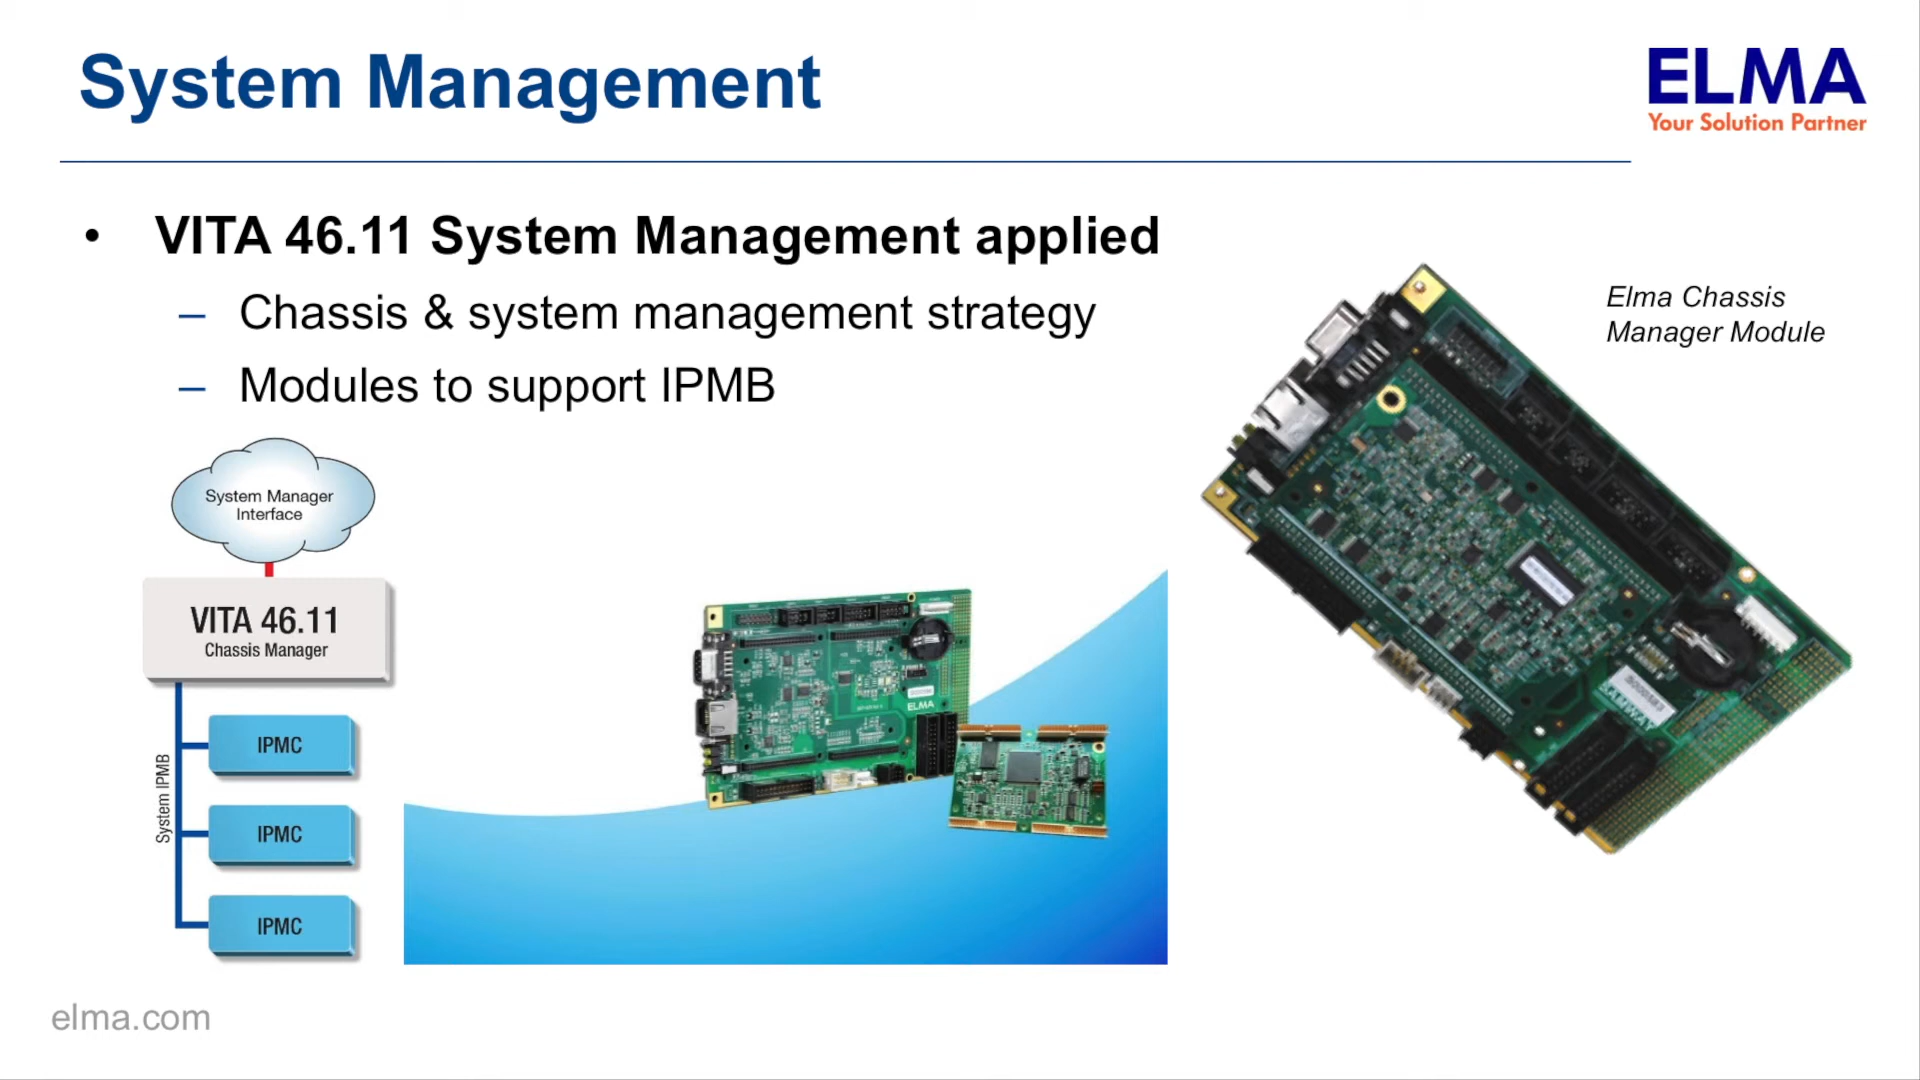 System Management
ELMA
Your Solution Partner
• VITA 46.11 System Management applied
– Chassis & system management strategy
– Modules to support IPMB
Elma Chassis
Manager Module
System Manager
Interface
VITA 46.11
Chassis Manager
System IPMB
IPMC
IPMC
IPMC
ELMA
elma.com